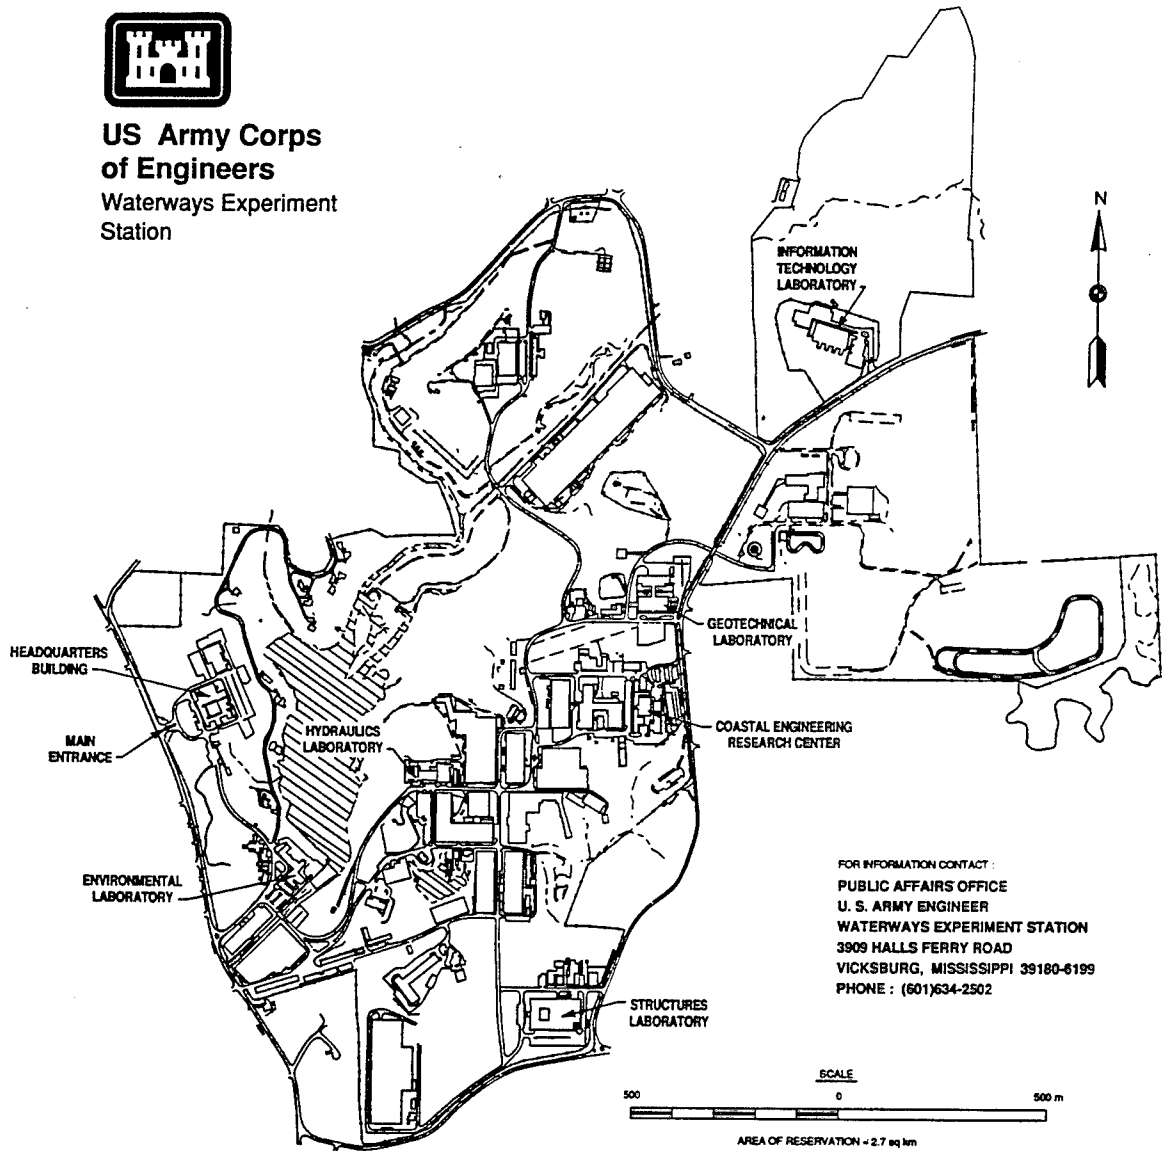 US Army Corps
of Engineers
Waterways Experiment
Station
N
INFORMATION
TECHNOLOGY
LABORATORY
GEOTECHNICAL
LABORATORY
HEADQUARTERS
BUILDING
MAIN
ENTRANCE
HYDRAULICS
LABORATORY
COASTAL ENGINEERING
RESEARCH CENTER
ENVIRONMENTAL
LABORATORY
STRUCTURES
LABORATORY
FOR INFORMATION CONTACT :
PUBLIC AFFAIRS OFFICE
U. S. ARMY ENGINEER
WATERWAYS EXPERIMENT STATION
3909 HALLS FERRY ROAD
VICKSBURG, MISSISSIPPI 39180-6199
PHONE : (601)634-2502
SCALE
500 0 500 m
AREA OF RESERVATION = 2.7 sq km